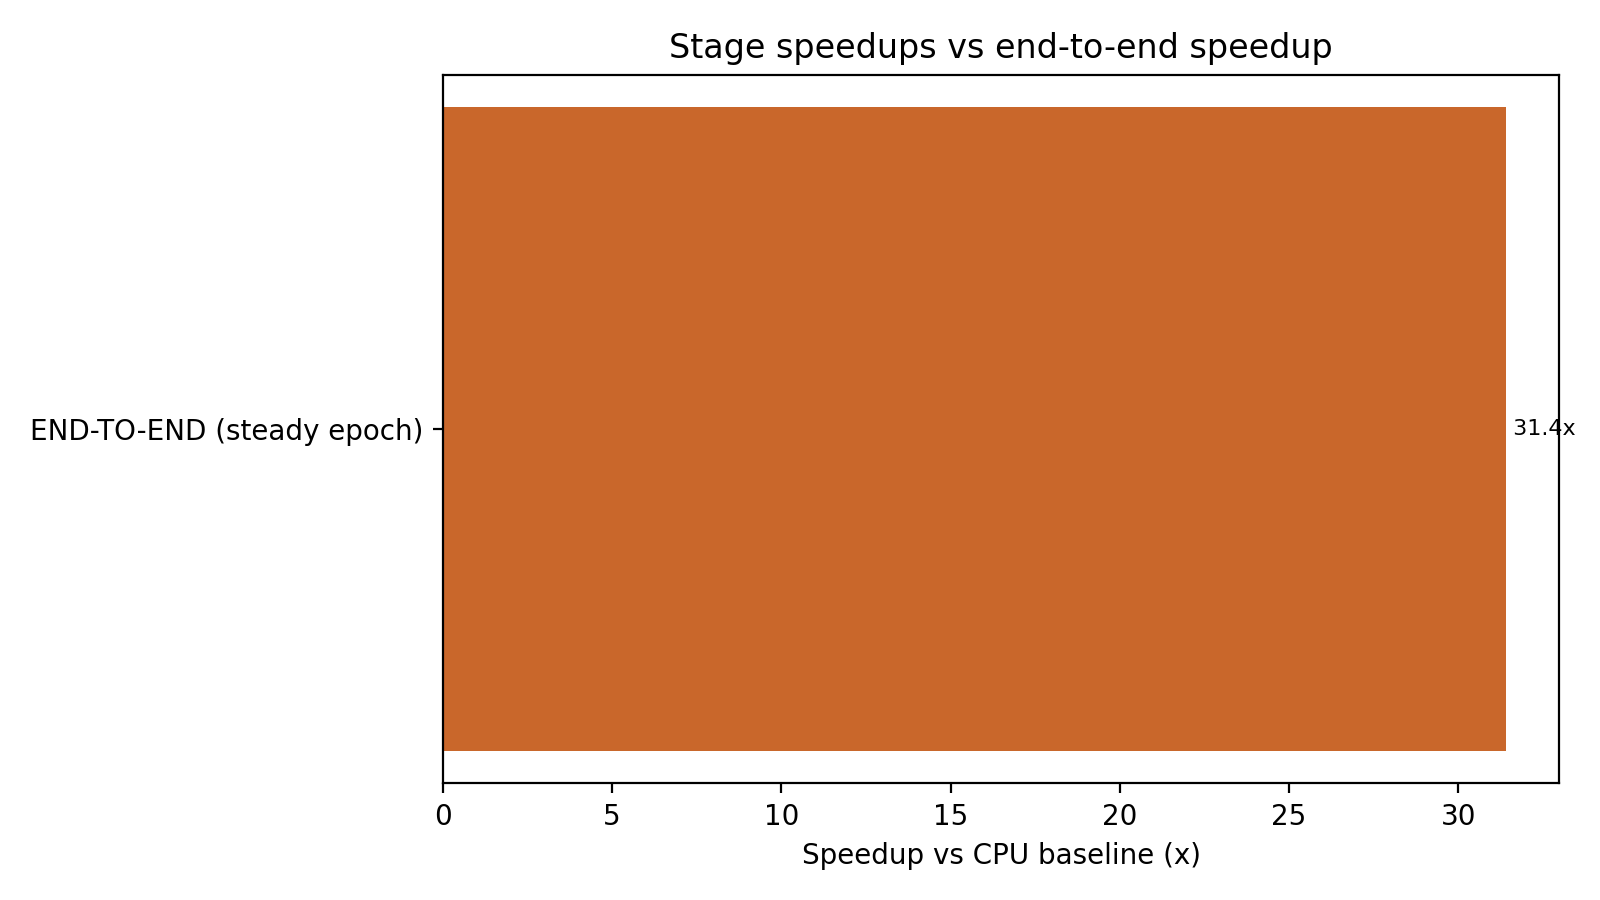 Stage speedups vs end-to-end speedup
END-TO-END (steady epoch)
31.4x
0 5 10 15 20 25 30
Speedup vs CPU baseline (x)